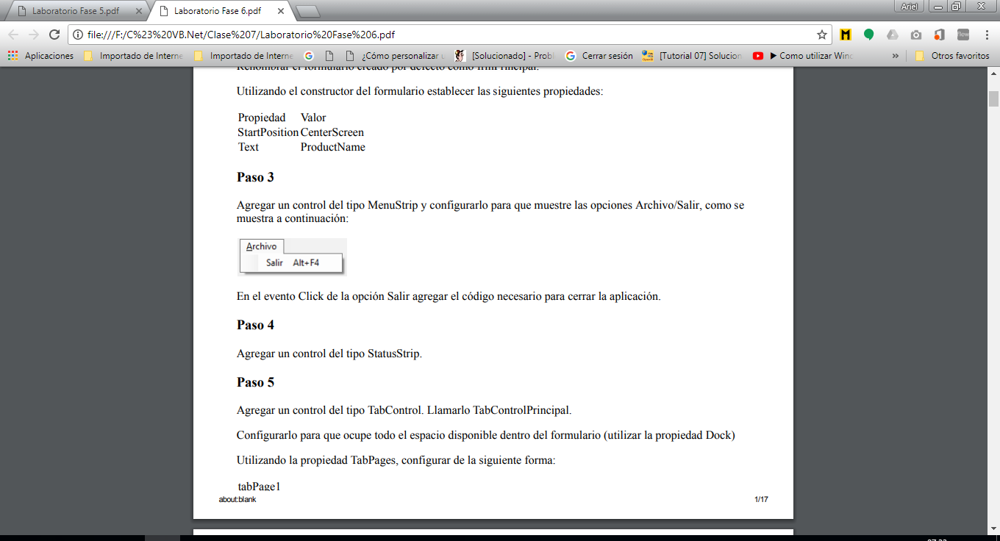 Laboratorio Fase 5.pdf
Laboratorio Fase 6.pdf
Ariel
file:///F:/C%23%20VB.Net/Clase%207/Laboratorio%20Fase%206.pdf
Aplicaciones
Importado de Interne
Importado de Interne
¿Cómo personalizar u
[Solucionado] - Probl
Cerrar sesión
[Tutorial 07] Solucion
Como utilizar Winc
»
Otros favoritos
Renombrar el formulario creado por defecto como frmPrincipal.
Utilizando el constructor del formulario establecer las siguientes propiedades:
Propiedad Valor
StartPosition CenterScreen
Text ProductName
Paso 3
Agregar un control del tipo MenuStrip y configurarlo para que muestre las opciones Archivo/Salir, como se
muestra a continuación:
Archivo
Salir Alt+F4
En el evento Click de la opción Salir agregar el código necesario para cerrar la aplicación.
Paso 4
Agregar un control del tipo StatusStrip.
Paso 5
Agregar un control del tipo TabControl. Llamarlo TabControlPrincipal.
Configurarlo para que ocupe todo el espacio disponible dentro del formulario (utilizar la propiedad Dock)
Utilizando la propiedad TabPages, configurar de la siguiente forma:
tabPage1
about:blank
1/17